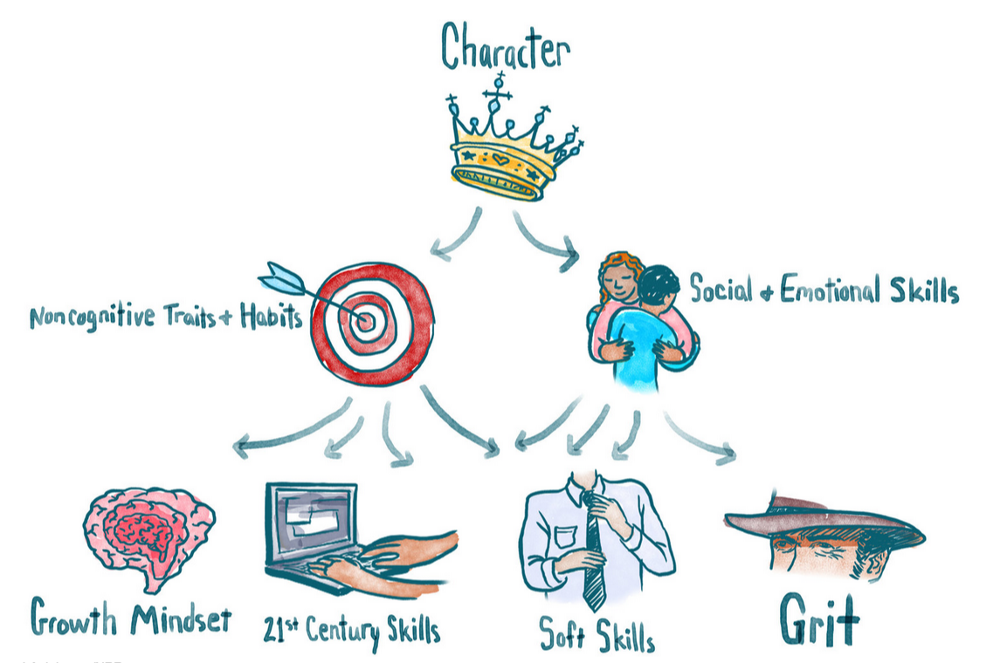 Character
Noncognitive Traits + Habits
Social + Emotional Skills
Growth Mindset
21st Century Skills
Soft Skills
Grit